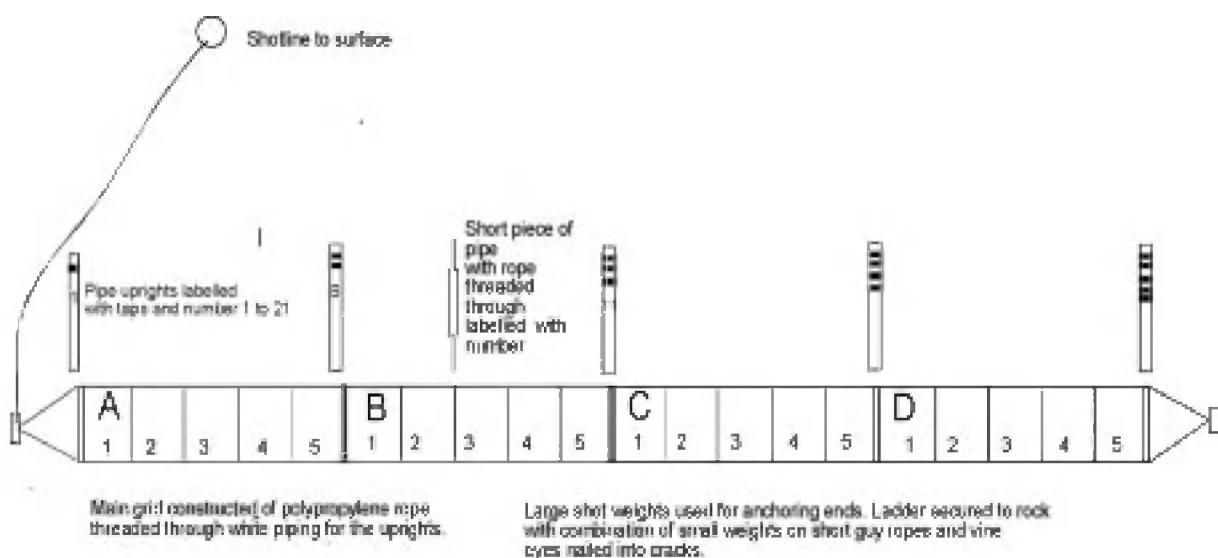 Shotline to surface
Short piece of
pipe
with rope
threaded
through
labelled with
number
Pipe uprights labelled
with tape and number 1 to 21
A
B
C
D
1 2 3 4 5 1 2 3 4 5 1 2 3 4 5 1 2 3 4 5
Main grid constructed of polypropylene rope
threaded through white piping for the uprights.
Large shot weights used for anchoring ends. Ladder secured to rock
with combination of small weights on short guy ropes and vine
eyes nailed into cracks.